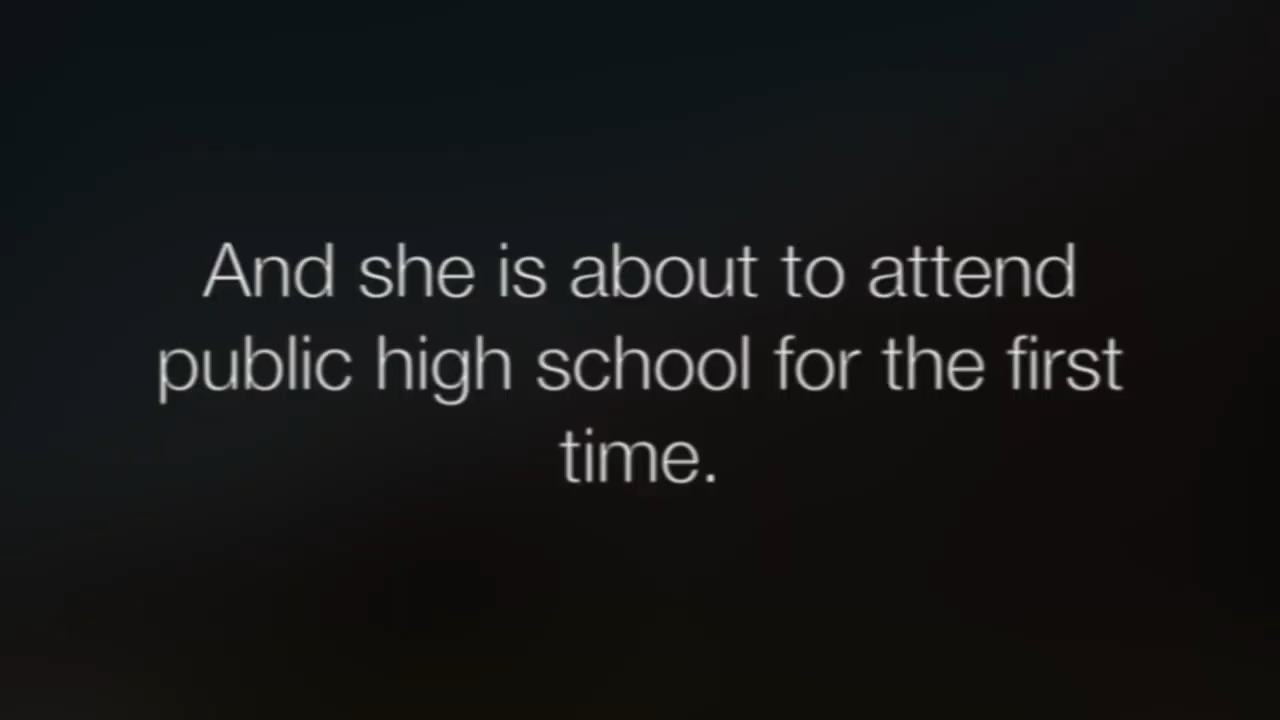 And she is about to attend
public high school for the first
time.